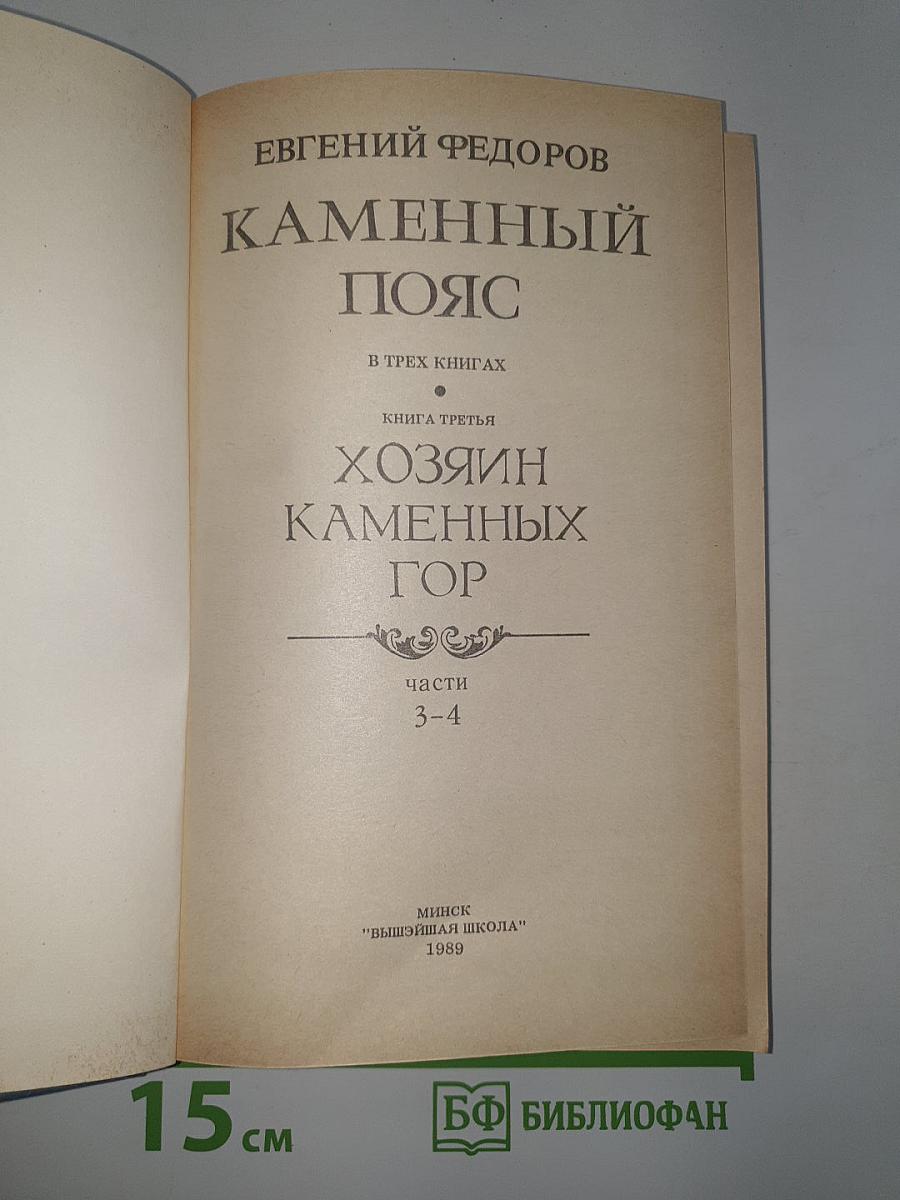 ЕВГЕНИЙ ФЕДОРОВ
КАМЕННЫЙ
ПОЯС
В ТРЕХ КНИГАХ
КНИГА ТРЕТЬЯ
ХОЗЯИН
КАМЕННЫХ
ГОР
части
3-4
МИНСК
"ВЫШЭЙШАЯ ШКОЛА"
1989
15 см
БФ БИБЛИОФАН